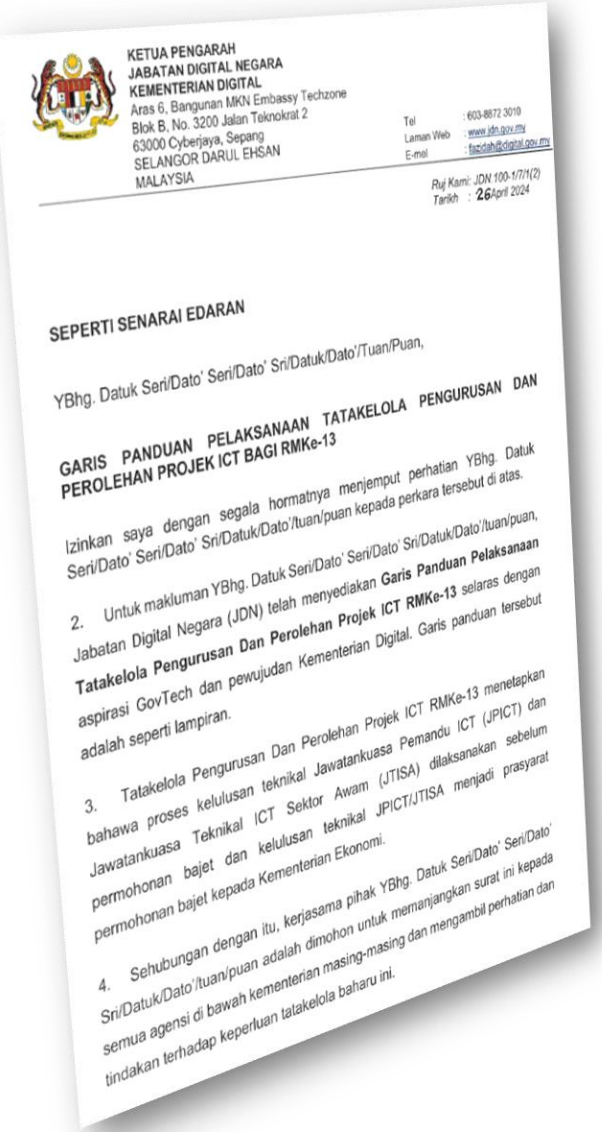 KETUA PENGARAH
JABATAN DIGITAL NEGARA
KEMENTERIAN DIGITAL
Aras 6, Bangunan MKN Embassy Techzone
Blok B, No. 3200 Jalan Teknokrat 2
63000 Cyberjaya, Sepang
SELANGOR DARUL EHSAN
MALAYSIA
Tel : 603-8872 3010
Laman Web : www.jdn.gov.my
E-mel : fazidah@digital.gov.my
Ruj Kami: JDN.100-1/7/1(2)
Tarikh : 26 April 2024
SEPERTI SENARAI EDARAN
YBhg. Datuk Seri/Dato' Seri/Dato' Sri/Datuk/Dato'/Tuan/Puan,
GARIS PANDUAN PELAKSANAAN TATAKELOLA PENGURUSAN DAN
PEROLEHAN PROJEK ICT BAGI RMKe-13
Izinkan saya dengan segala hormatnya menjemput perhatian YBhg. Datuk
Seri/Dato' Seri/Dato' Sri/Datuk/Dato'/tuan/puan kepada perkara tersebut di atas.
2. Untuk makluman YBhg. Datuk Seri/Dato' Seri/Dato' Sri/Datuk/Dato'/tuan/puan,
Jabatan Digital Negara (JDN) telah menyediakan Garis Panduan Pelaksanaan
Tatakelola Pengurusan Dan Perolehan Projek ICT RMKe-13 selaras dengan
aspirasi GovTech dan pewujudan Kementerian Digital. Garis panduan tersebut
adalah seperti lampiran.
3. Tatakelola Pengurusan Dan Perolehan Projek ICT RMKe-13 menetapkan
bahawa proses kelulusan teknikal Jawatankuasa Pemandu ICT (JPICT) dan
Jawatankuasa Teknikal ICT Sektor Awam (JTISA) dilaksanakan sebelum
permohonan bajet dan kelulusan teknikal JPICT/JTISA menjadi prasyarat
permohonan bajet kepada Kementerian Ekonomi.
4. Sehubungan dengan itu, kerjasama pihak YBhg. Datuk Seri/Dato' Seri/Dato'
Sri/Datuk/Dato'/tuan/puan adalah dimohon untuk memanjangkan surat ini kepada
semua agensi di bawah kementerian masing-masing dan mengambil perhatian dan
tindakan terhadap keperluan tatakelola baharu ini.